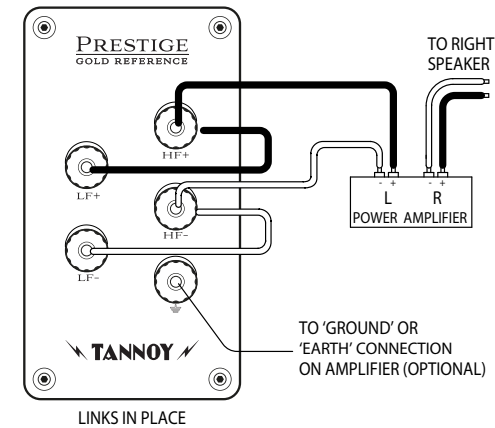 PRESTIGE
GOLD REFERENCE
HF+
LF+
HF-
LF-
TANNOY
LINKS IN PLACE
TO RIGHT
SPEAKER
- + - +
L R
POWER AMPLIFIER
TO ‘GROUND’ OR
‘EARTH’ CONNECTION
ON AMPLIFIER (OPTIONAL)